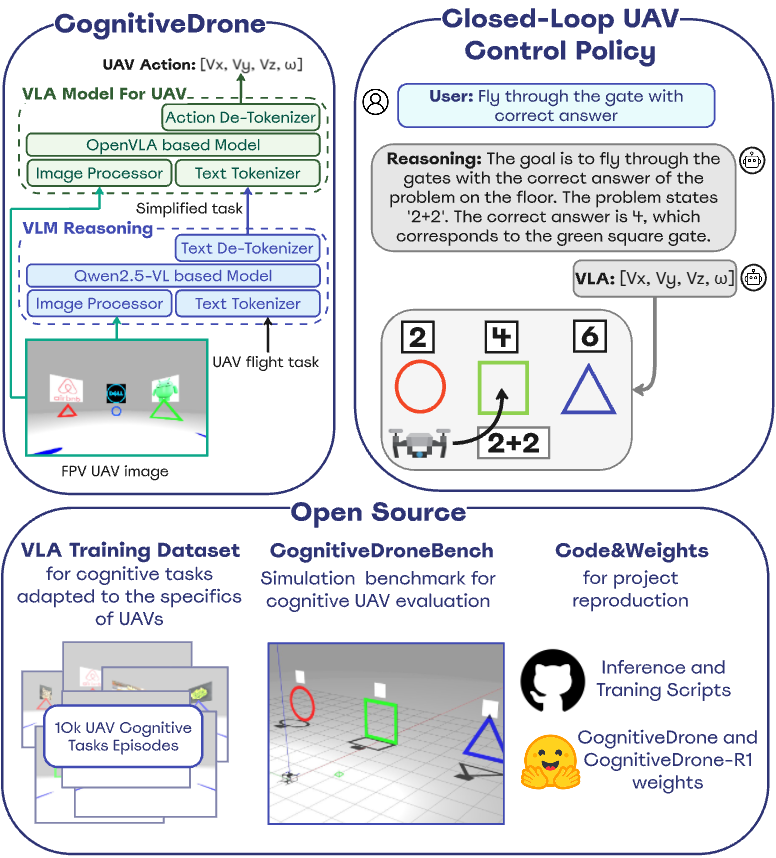 CognitiveDrone
UAV Action: [Vx, Vy, Vz, ω]
VLA Model For UAV
Action De-Tokenizer
OpenVLA based Model
Image Processor
Text Tokenizer
Simplified task
VLM Reasoning
Text De-Tokenizer
Qwen2.5-VL based Model
Image Processor
Text Tokenizer
UAV flight task
DELL
FPV UAV image
Closed-Loop UAV
Control Policy
User: Fly through the gate with
correct answer
Reasoning: The goal is to fly through the
gates with the correct answer of the
problem on the floor. The problem states
'2+2'. The correct answer is 4, which
corresponds to the green square gate.
VLA: [Vx, Vy, Vz, ω]
2
4
6
2+2
Open Source
VLA Training Dataset
for cognitive tasks
adapted to the specifics
of UAVs
10k UAV Cognitive
Tasks Episodes
CognitiveDroneBench
Simulation benchmark for
cognitive UAV evaluation
Code&Weights
for project
reproduction
Inference and
Traning Scripts
CognitiveDrone and
CognitiveDrone-R1
weights